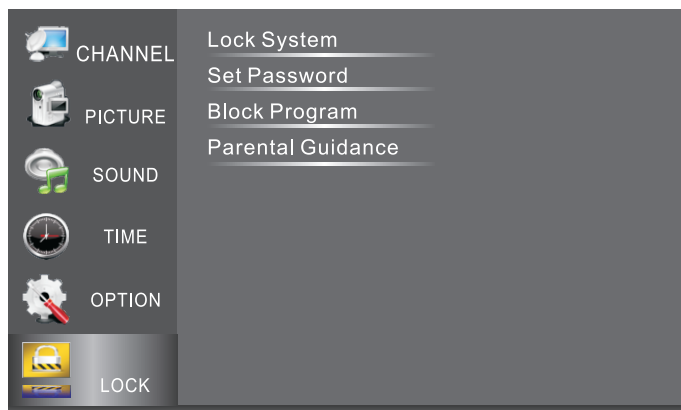 CHANNEL
PICTURE
SOUND
TIME
OPTION
LOCK
Lock System
Set Password
Block Program
Parental Guidance